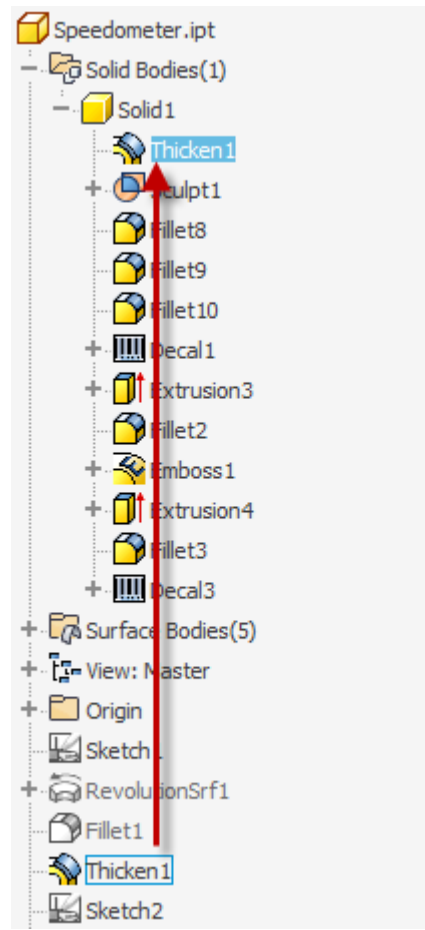 Speedometer.ipt
Solid Bodies(1)
Solid1
Thicken1
Sculpt1
Fillet8
Fillet9
Fillet10
Decal1
Extrusion3
Fillet2
Emboss1
Extrusion4
Fillet3
Decal3
Surface Bodies(5)
View: Master
Origin
Sketch1
RevolutionSrf1
Fillet1
Thicken1
Sketch2